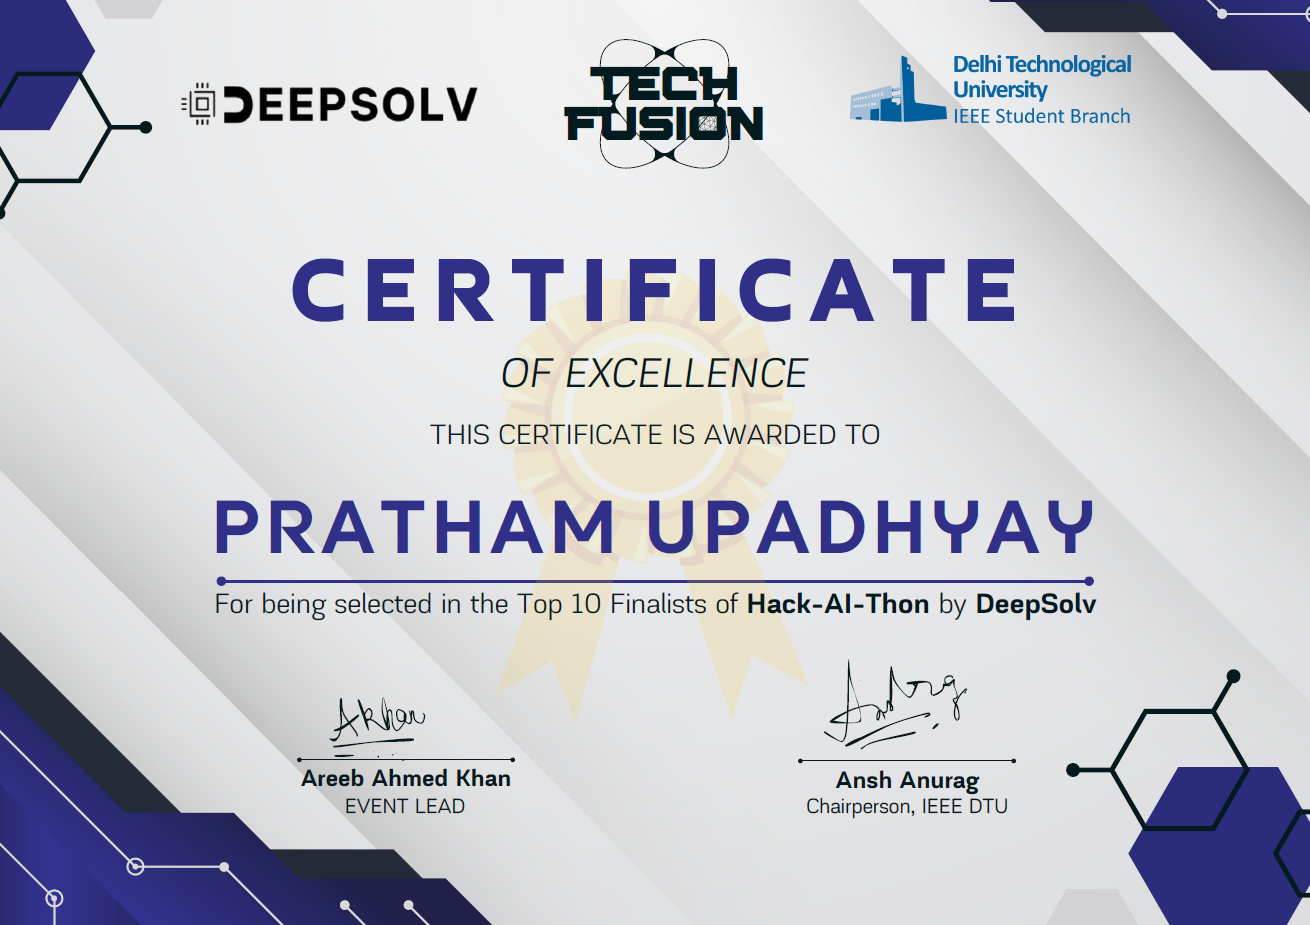 DEEPSOLV
TECH
FUSION
Delhi Technological
University
IEEE Student Branch
CERTIFICATE
OF EXCELLENCE
THIS CERTIFICATE IS AWARDED TO
PRATHAM UPADHYAY
For being selected in the Top 10 Finalists of Hack-AI-Thon by DeepSolv
AKhan
Anurag
Areeb Ahmed Khan
EVENT LEAD
Ansh Anurag
Chairperson, IEEE DTU